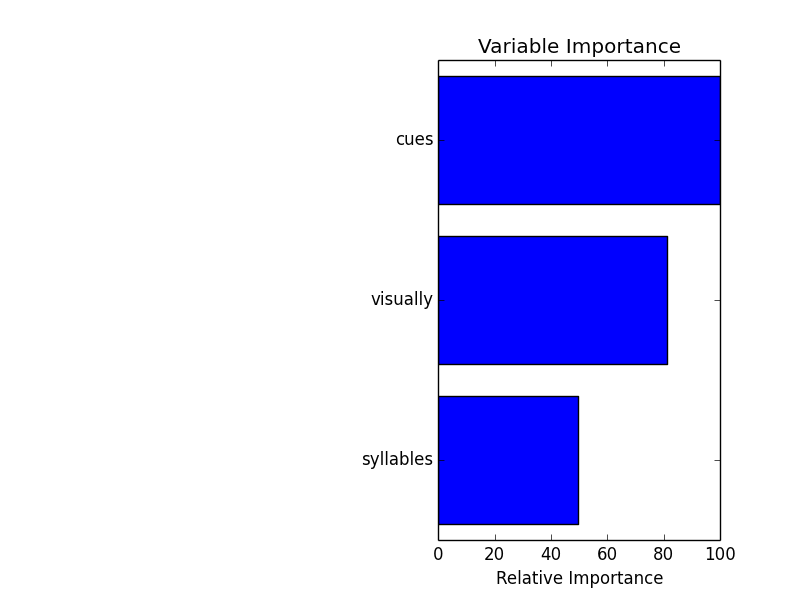 Variable Importance
cues
visually
syllables
0 20 40 60 80 100
Relative Importance